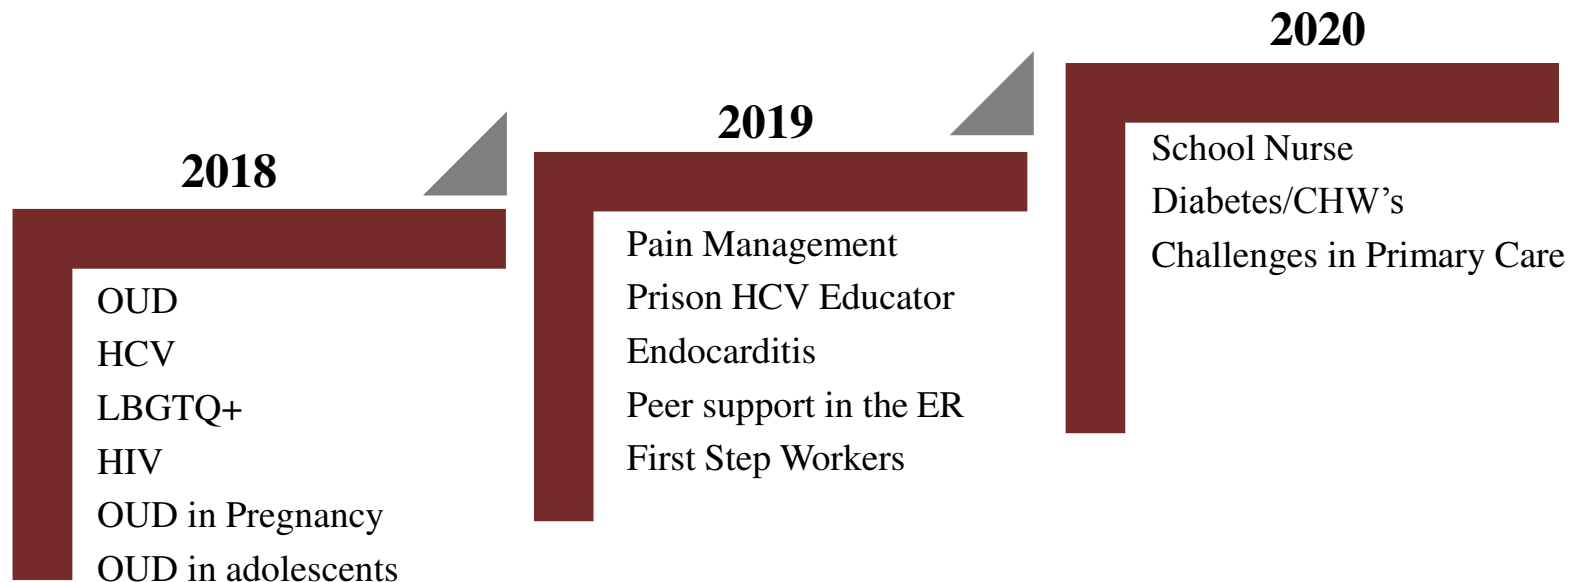 2018
OUD
HCV
LBGTQ+
HIV
OUD in Pregnancy
OUD in adolescents
2019
Pain Management
Prison HCV Educator
Endocarditis
Peer support in the ER
First Step Workers
2020
School Nurse
Diabetes/CHW’s
Challenges in Primary Care